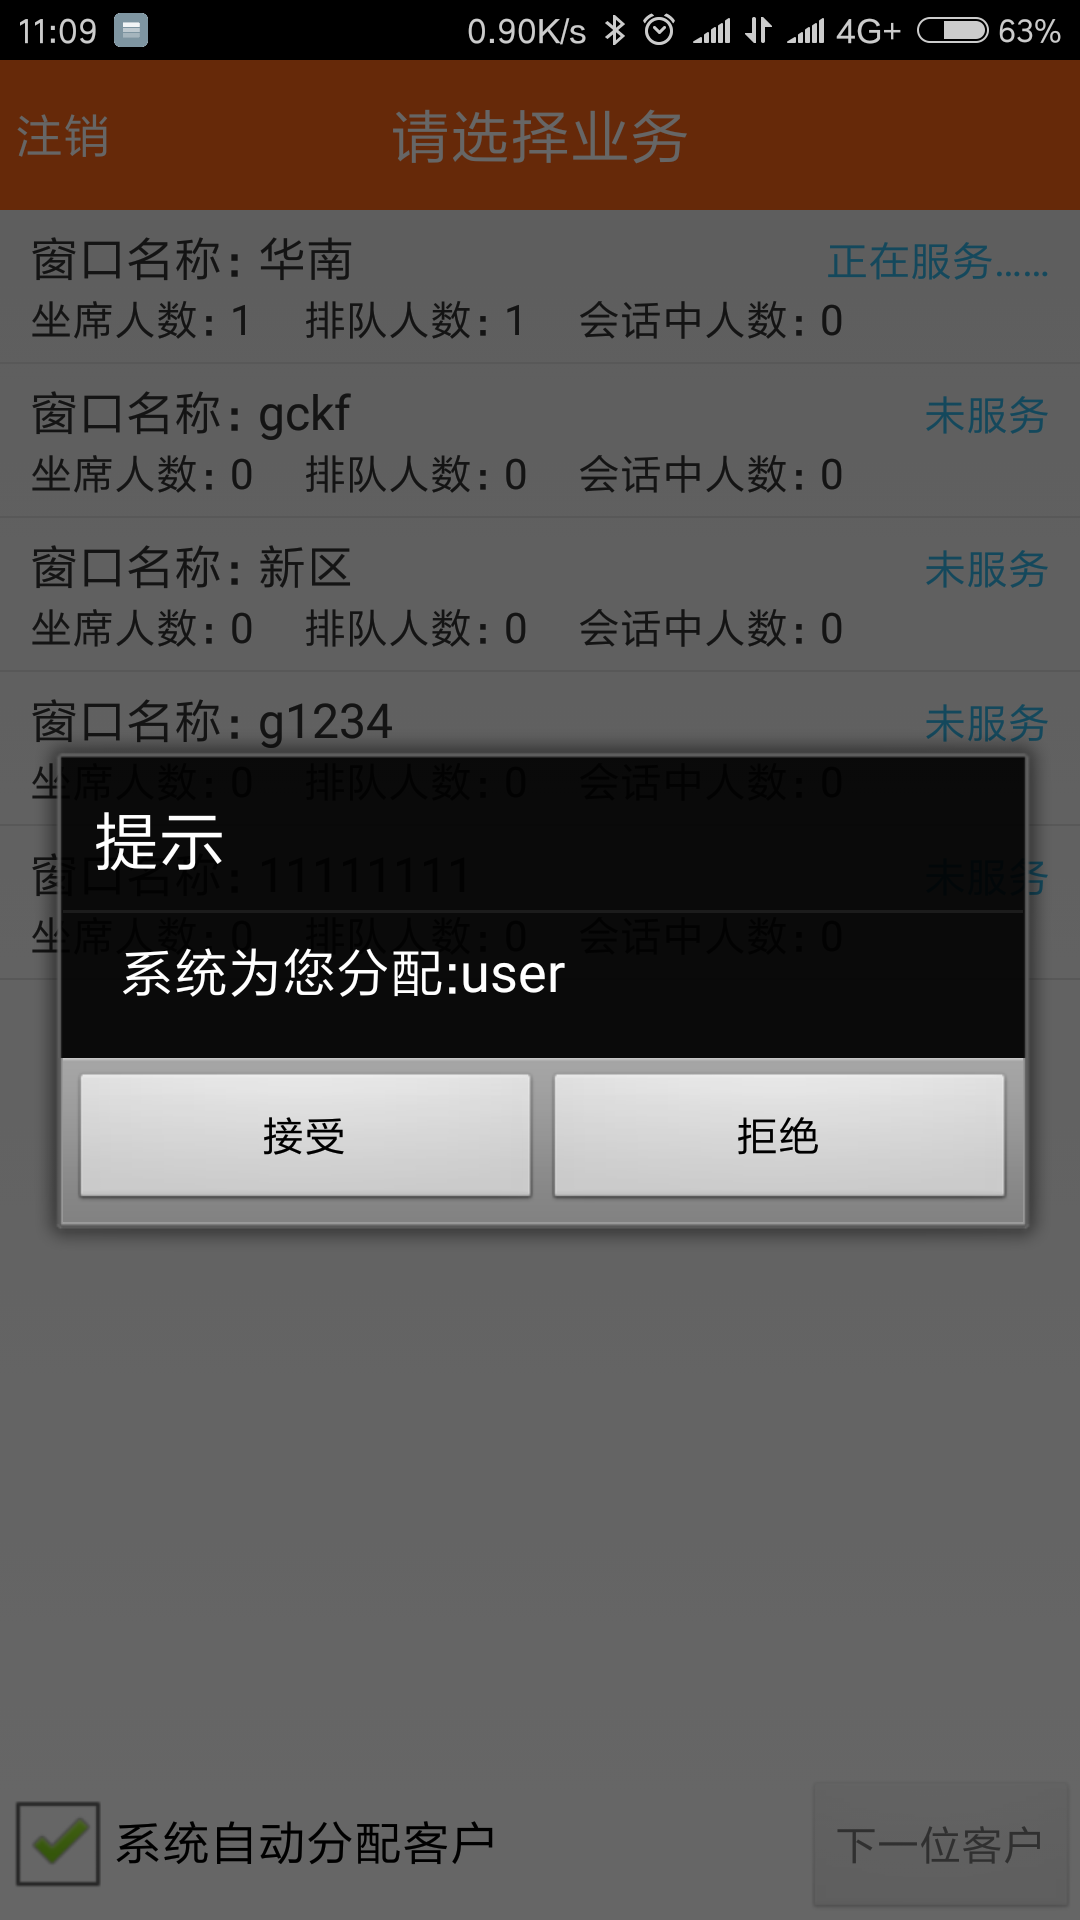 11:09 0.90K/s 4G+ 63%
注销 请选择业务
窗口名称: 华南 正在服务......
坐席人数: 1 排队人数: 1 会话中人数: 0
窗口名称: gckf 未服务
坐席人数: 0 排队人数: 0 会话中人数: 0
窗口名称: 新区 未服务
坐席人数: 0 排队人数: 0 会话中人数: 0
窗口名称: g1234 未服务
坐席人数: 0 排队人数: 0 会话中人数: 0
提示
窗口名称: 11111111 未服务
坐席人数: 0 排队人数: 0 会话中人数: 0
系统为您分配:user
接受 拒绝
系统自动分配客户 下一位客户